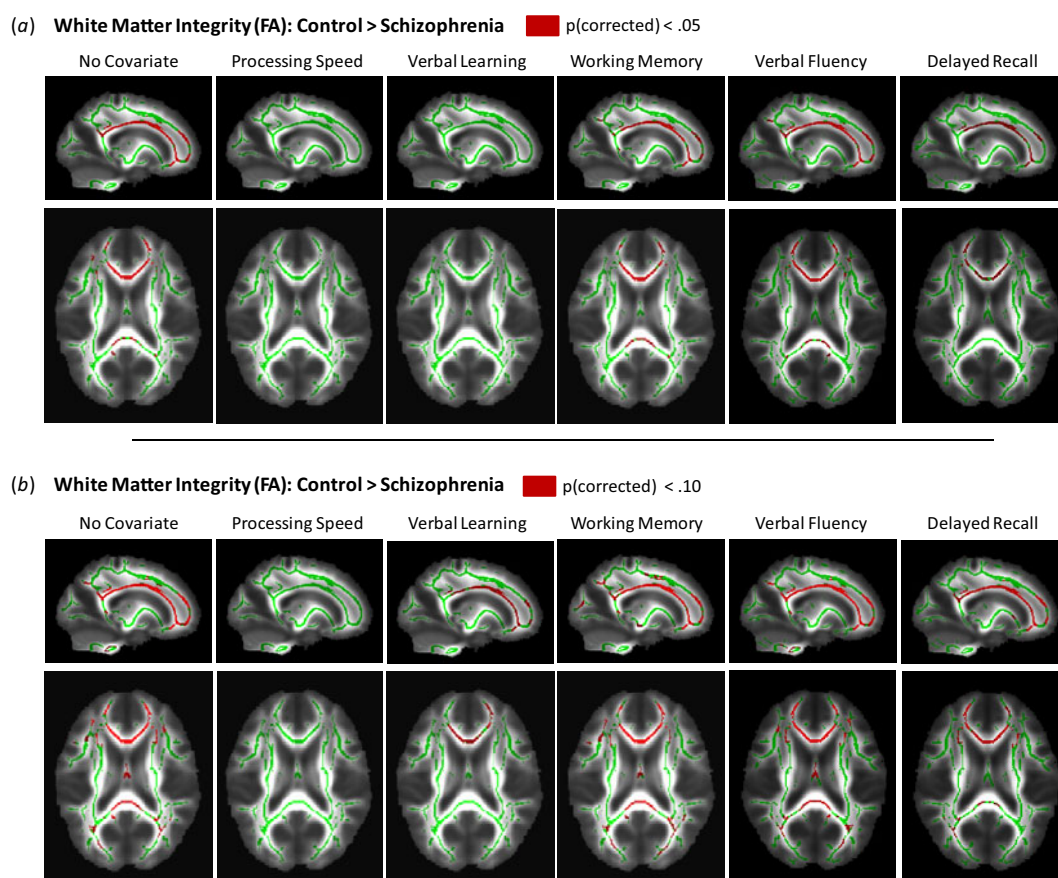 (a) White Matter Integrity (FA): Control > Schizophrenia p(corrected) < .05
No Covariate Processing Speed Verbal Learning Working Memory Verbal Fluency Delayed Recall
(b) White Matter Integrity (FA): Control > Schizophrenia p(corrected) < .10
No Covariate Processing Speed Verbal Learning Working Memory Verbal Fluency Delayed Recall